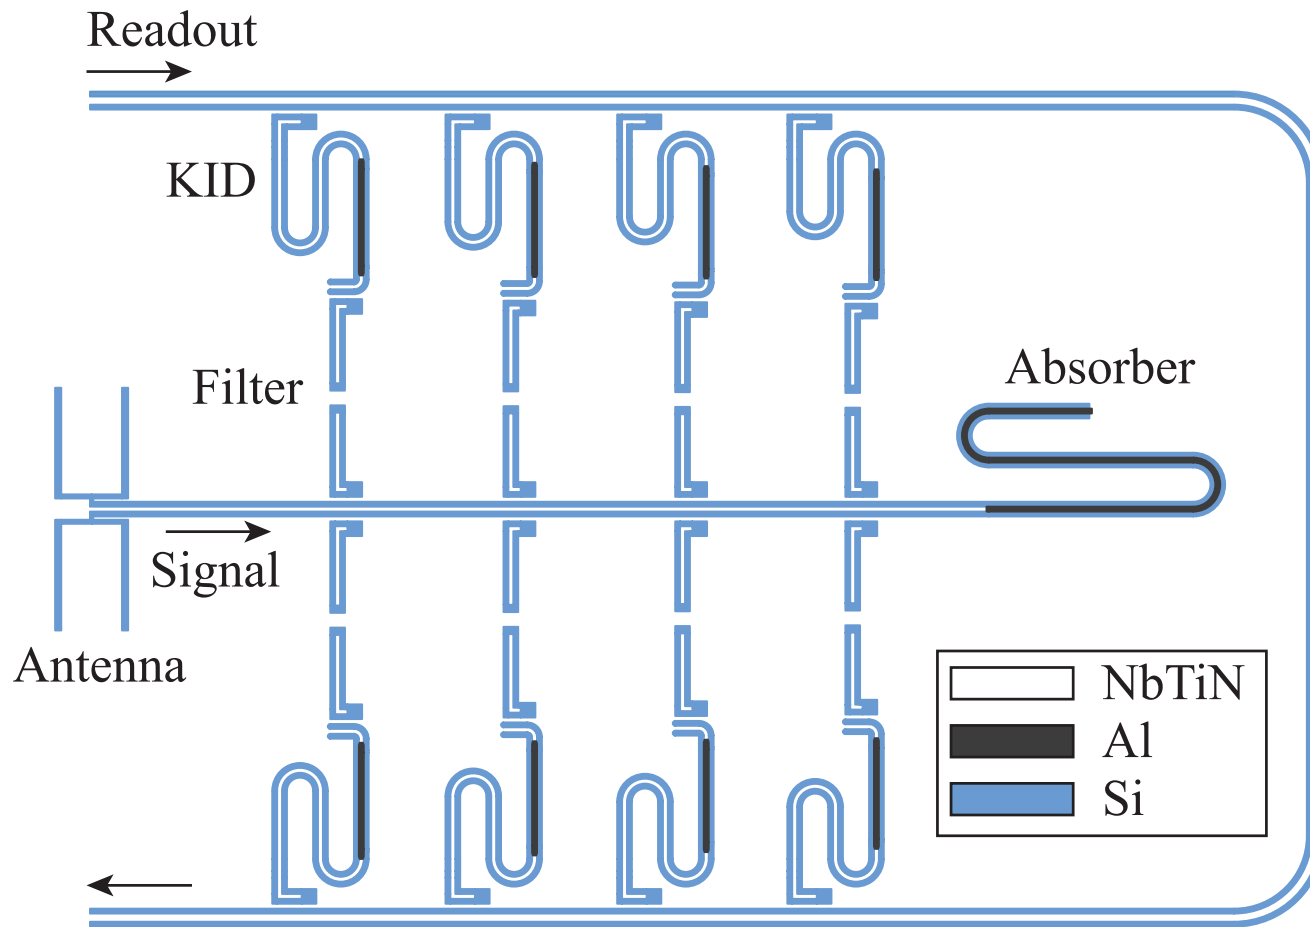 Readout
KID
Filter
Absorber
Signal
Antenna
NbTiN
Al
Si